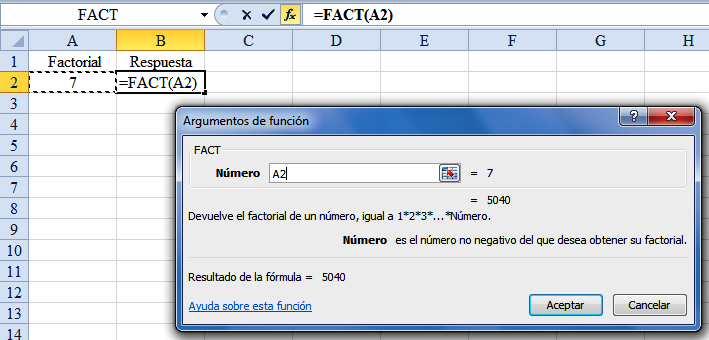 FACT fx =FACT(A2)
A B C D E F G H
1 Factorial Respuesta
2 7 =FACT(A2)
3
4
5
6
7
8
9
10
11
12
13
14
Argumentos de función ?
FACT
Número A2 = 7
= 5040
Devuelve el factorial de un número, igual a 1*2*3*...*Número.
Número es el número no negativo del que desea obtener su factorial.
Resultado de la fórmula = 5040
Ayuda sobre esta función Aceptar Cancelar